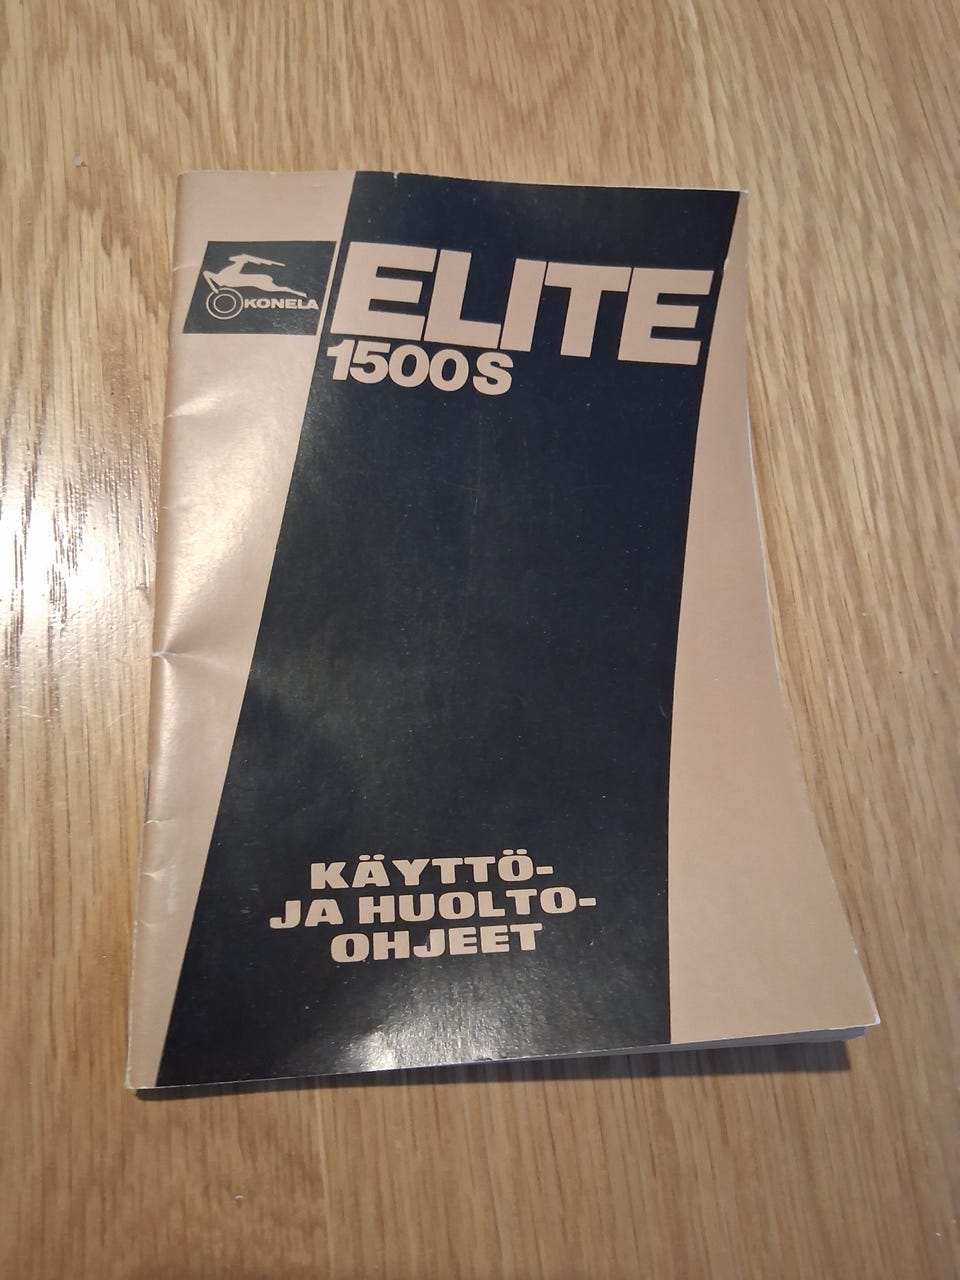 KONELA
ELITE
1500S
KÄYTTÖ-
JA HUOLTO-
OHJEET